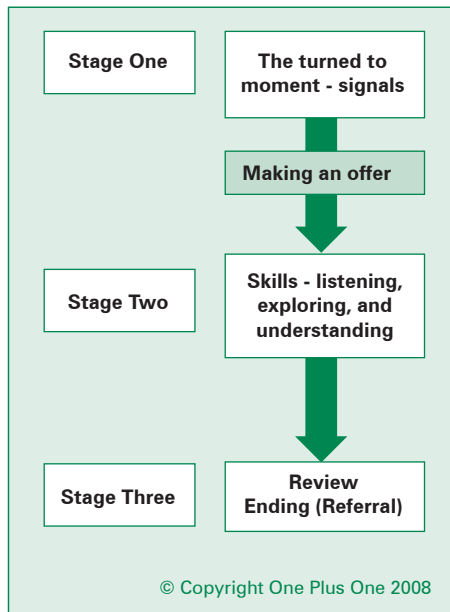 Stage One
The turned to
moment - signals
Making an offer
Stage Two
Skills - listening,
exploring, and
understanding
Stage Three
Review
Ending (Referral)
© Copyright One Plus One 2008